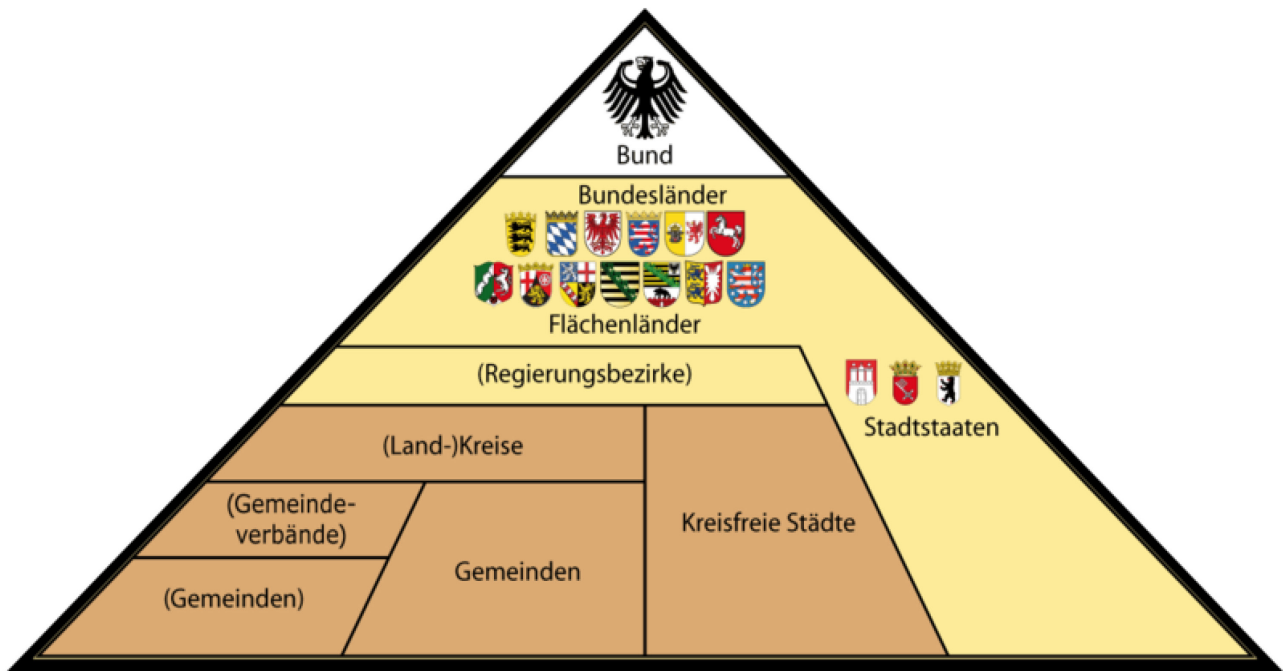 Bund
Bundesländer
Flächenländer
(Regierungsbezirke)
Stadtstaaten
(Land-)Kreise
(Gemeinde-
verbände)
Kreisfreie Städte
Gemeinden
(Gemeinden)